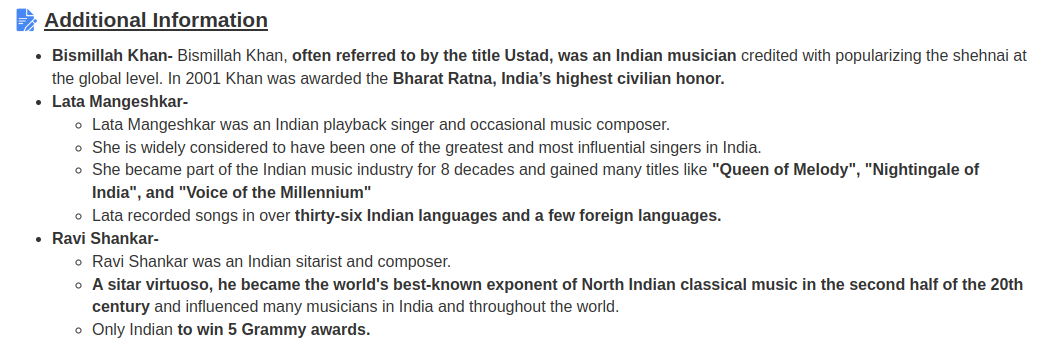 Additional Information
Bismillah Khan- Bismillah Khan, often referred to by the title Ustad, was an Indian musician credited with popularizing the shehnai at
the global level. In 2001 Khan was awarded the Bharat Ratna, India’s highest civilian honor.
Lata Mangeshkar-
Lata Mangeshkar was an Indian playback singer and occasional music composer.
She is widely considered to have been one of the greatest and most influential singers in India.
She became part of the Indian music industry for 8 decades and gained many titles like "Queen of Melody", "Nightingale of
India", and "Voice of the Millennium"
Lata recorded songs in over thirty-six Indian languages and a few foreign languages.
Ravi Shankar-
Ravi Shankar was an Indian sitarist and composer.
A sitar virtuoso, he became the world's best-known exponent of North Indian classical music in the second half of the 20th
century and influenced many musicians in India and throughout the world.
Only Indian to win 5 Grammy awards.